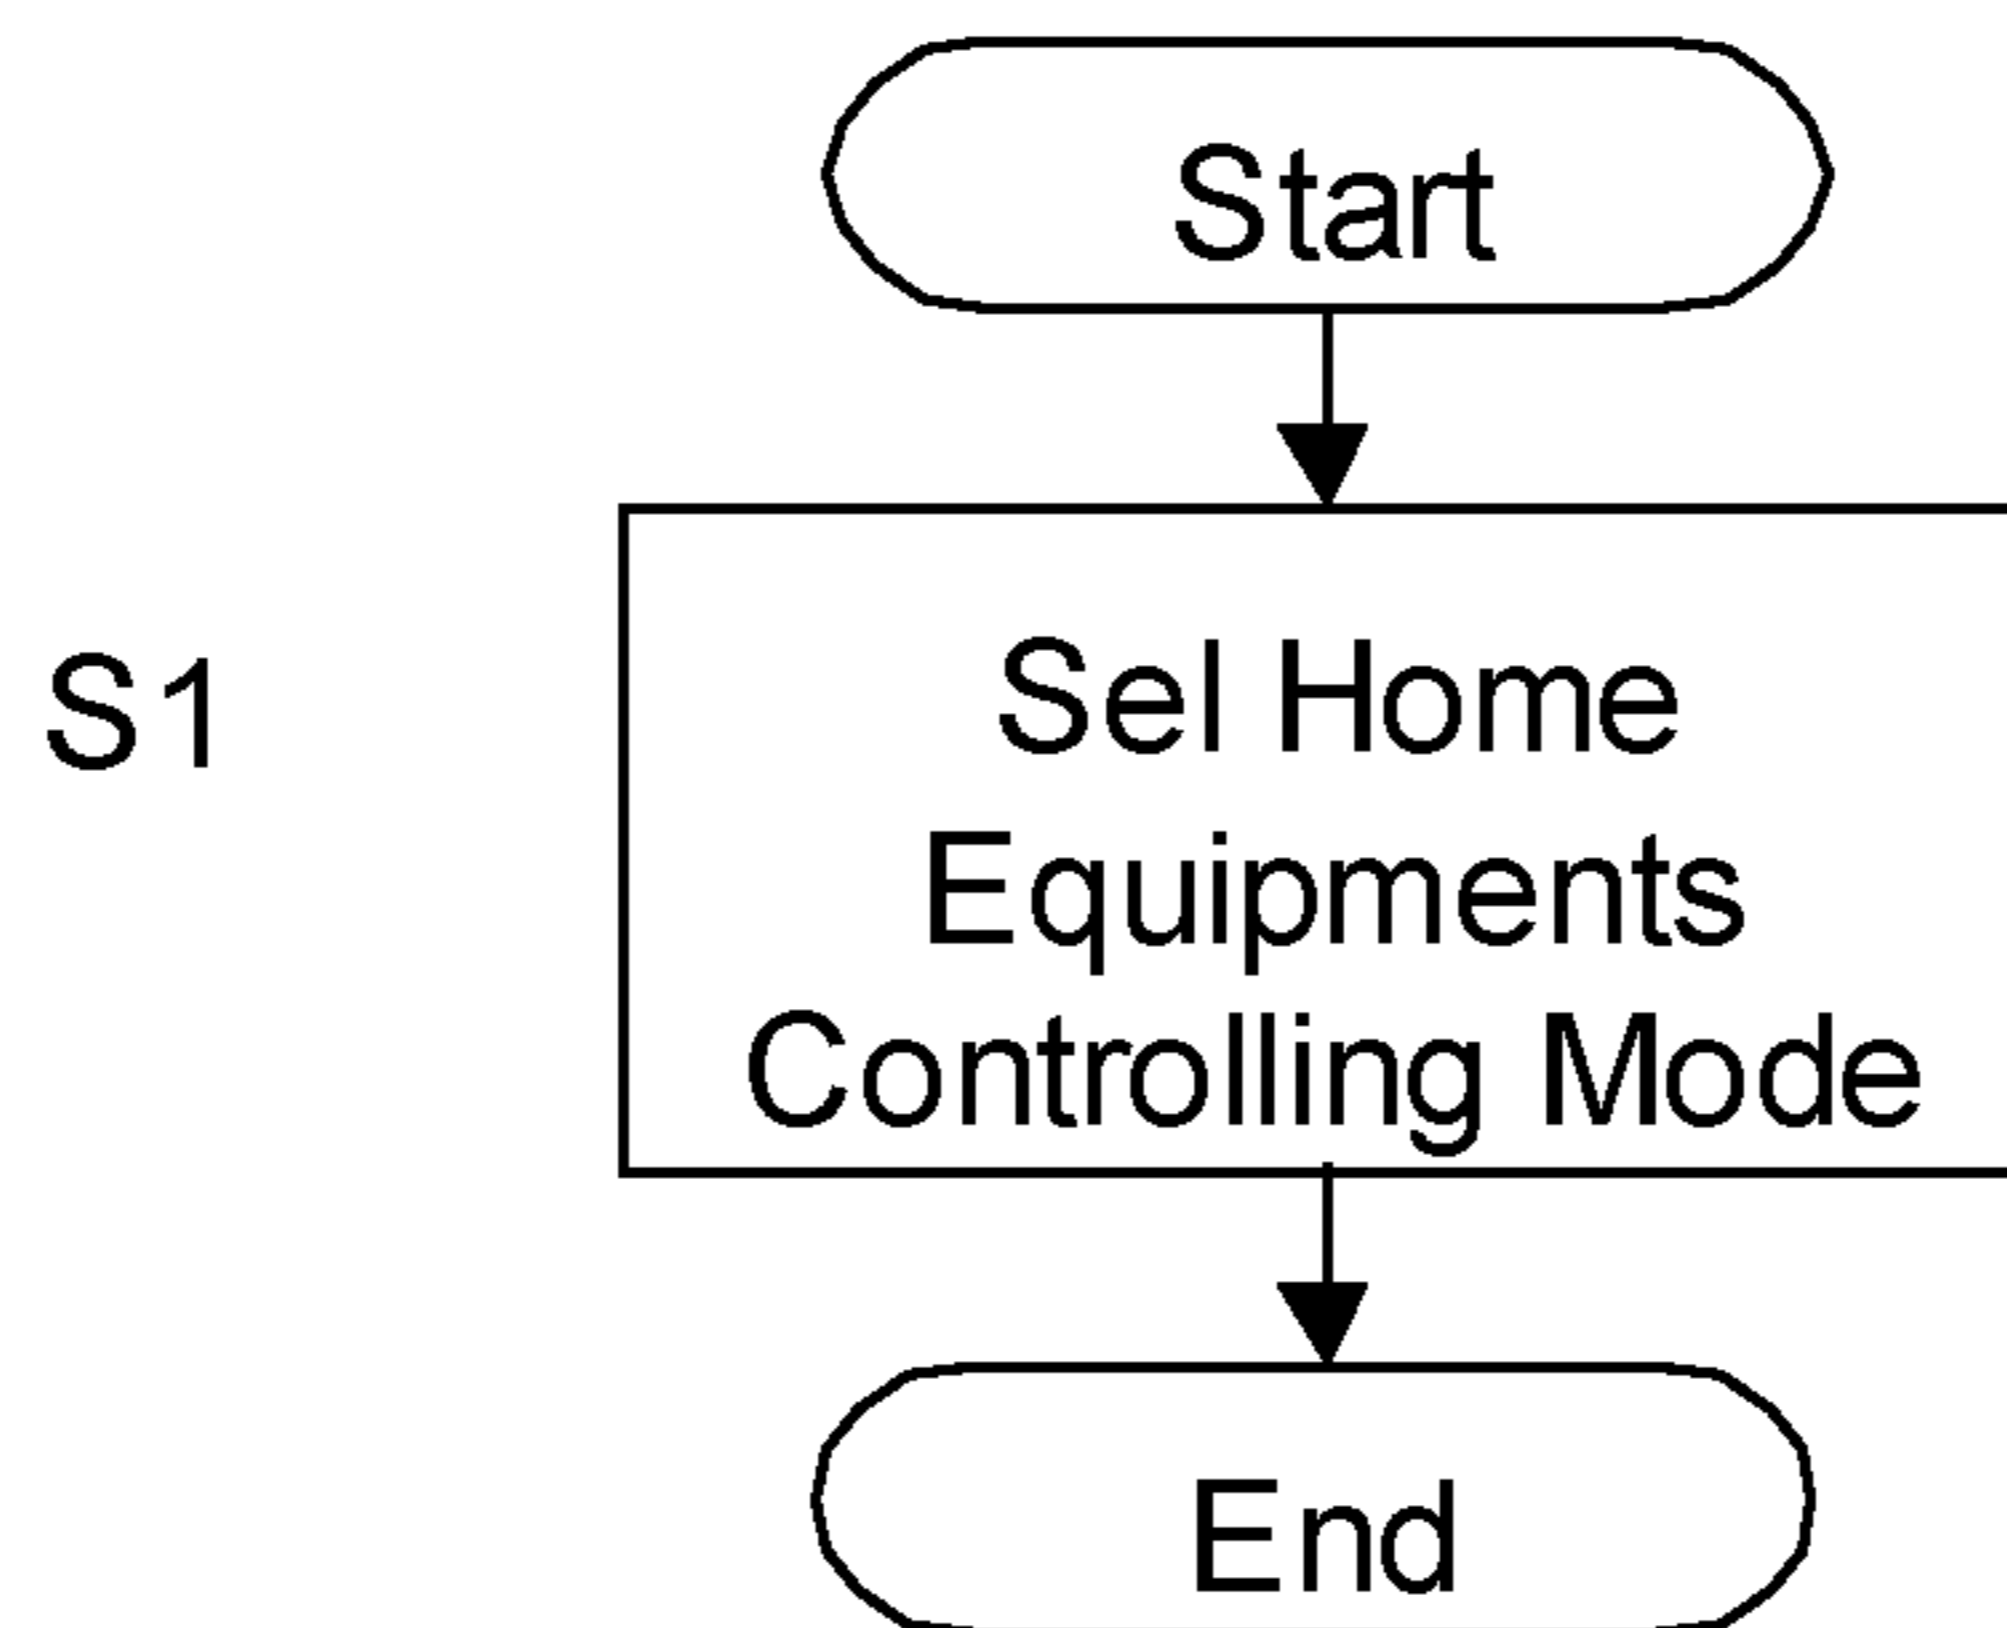 Start
S1
Sel Home
Equipments
Controlling Mode
End